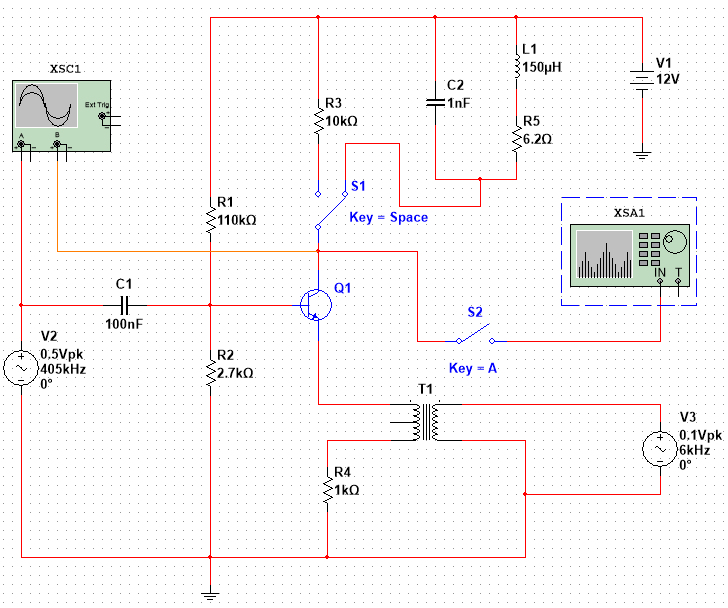 XSC1
Ext Trig
+
−
A
B
+ − + −
R3
10kΩ
C2
1nF
L1
150µH
R5
6.2Ω
V1
12V
S1
Key = Space
R1
110kΩ
XSA1
IN T
C1
100nF
Q1
S2
Key = A
V2
0.5Vpk
405kHz
0°
+
~
−
R2
2.7kΩ
T1
V3
0.1Vpk
6kHz
0°
+
~
−
R4
1kΩ